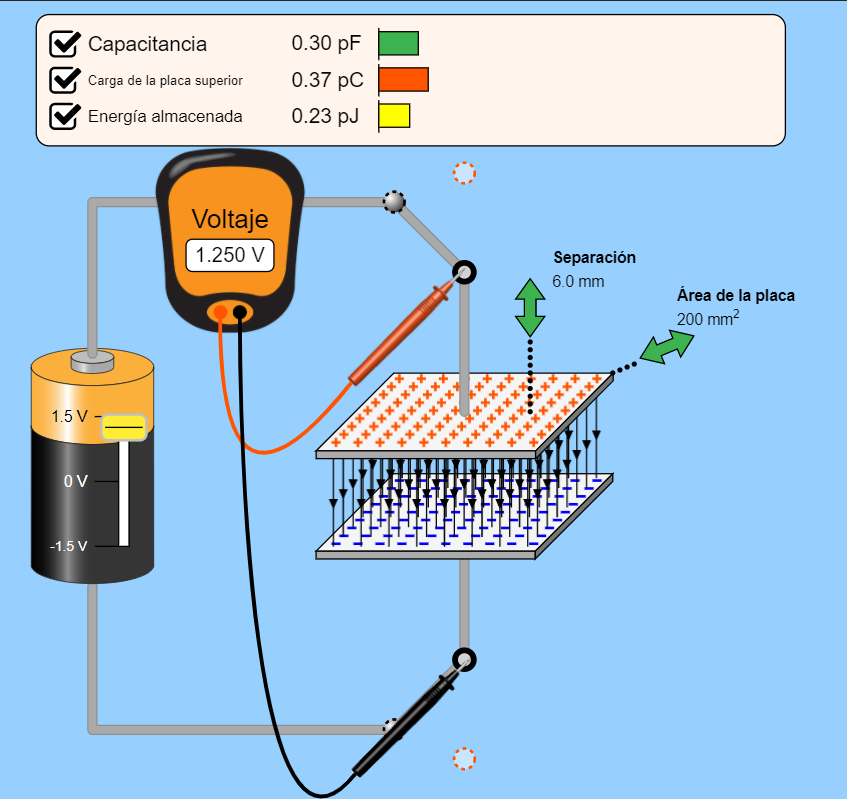 Capacitancia 0.30 pF
Carga de la placa superior 0.37 pC
Energía almacenada 0.23 pJ
Voltaje
1.250 V
Separación
6.0 mm
Área de la placa
200 mm²
1.5 V
0 V
-1.5 V